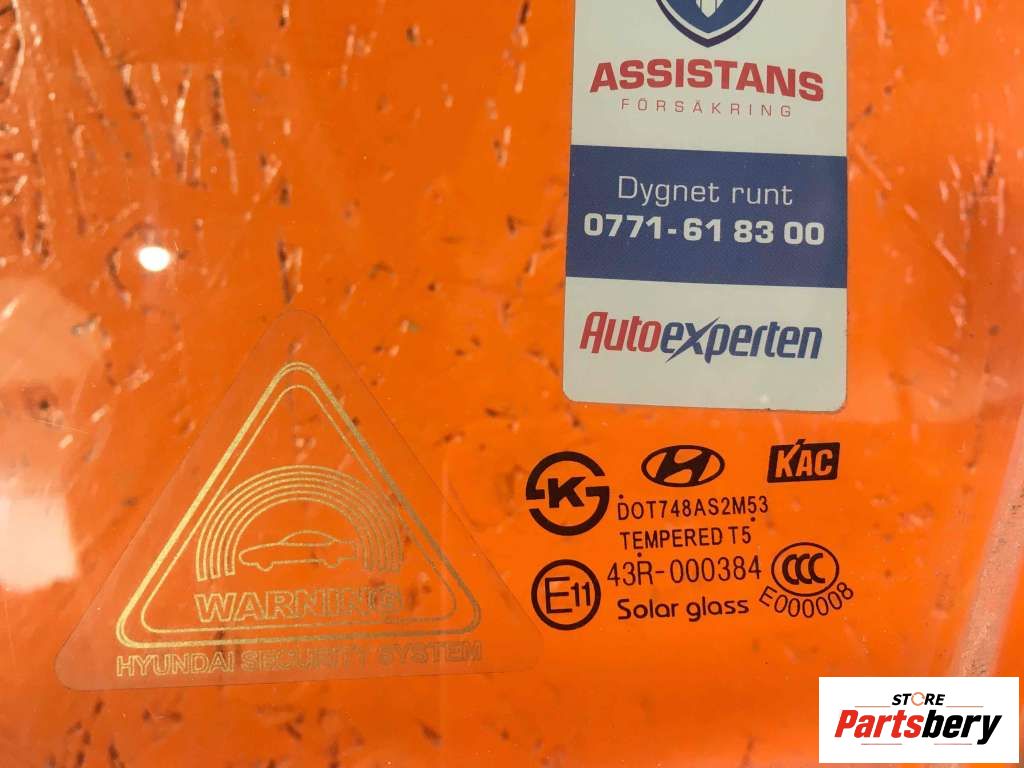 ASSISTANS
FÖRSÄKRING
Dygnet runt
0771-61 83 00
Autoexperten
K
KAC
DOT748AS2M53
TEMPERED T5
E11
43R-000384
CCC
E000008
Solar glass
WARNING
HYUNDAI SECURITY SYSTEM
STORE
Partsbery